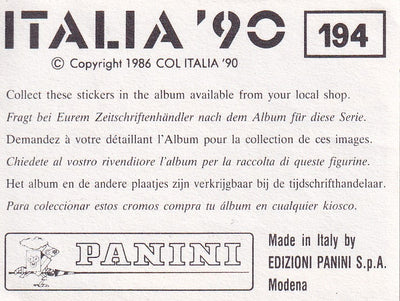 ITALIA '90 194
© Copyright 1986 COL ITALIA '90
Collect these stickers in the album available from your local shop.
Fragt bei Eurem Zeitschriftenhändler nach dem Album für diese Serie.
Demandez à votre détaillant l'Album pour la collection de ces images.
Chiedete al vostro rivenditore l'album per la raccolta di queste figurine.
Het album en de andere plaatjes zijn verkrijgbaar bij de tijdschrifthandelaar.
Para coleccionar estos cromos compra tu álbum en cualquier kiosco.
PANINI
Made in Italy by
EDIZIONI PANINI S.p.A.
Modena